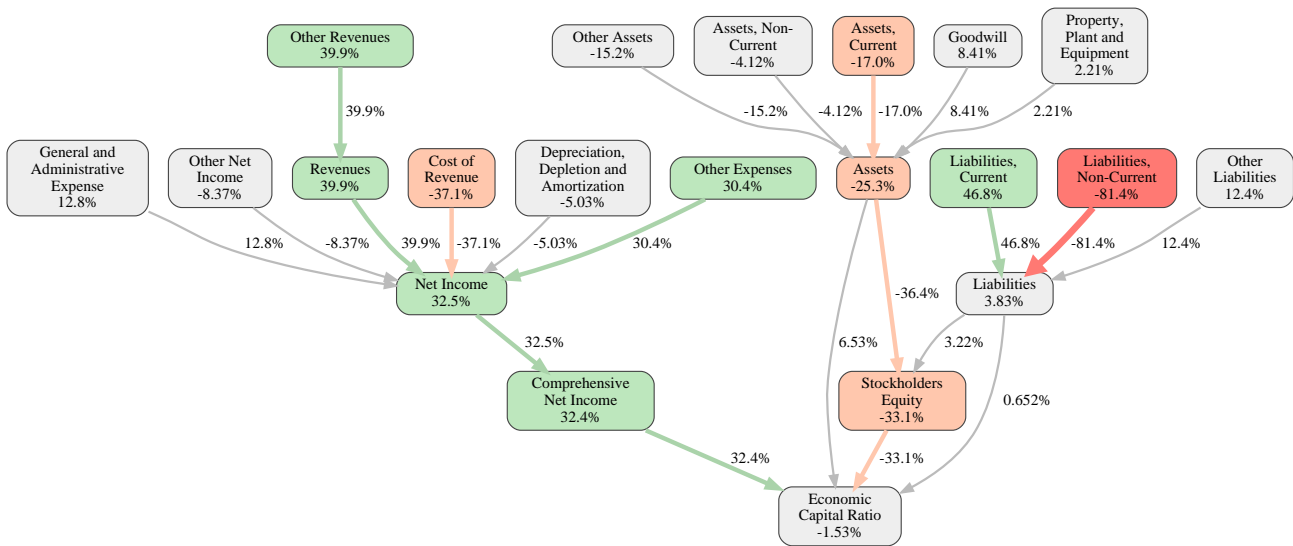 Other Revenues
39.9%
Other Assets
-15.2%
Assets, Non-
Current
-4.12%
Assets,
Current
-17.0%
Goodwill
8.41%
Property,
Plant and
Equipment
2.21%
39.9%
-15.2%
-4.12%
-17.0%
8.41%
2.21%
General and
Administrative
Expense
12.8%
Other Net
Income
-8.37%
Revenues
39.9%
Cost of
Revenue
-37.1%
Depreciation,
Depletion and
Amortization
-5.03%
Other Expenses
30.4%
Assets
-25.3%
Liabilities,
Current
46.8%
Liabilities,
Non-Current
-81.4%
Other
Liabilities
12.4%
12.8%
-8.37%
39.9%
-37.1%
-5.03%
30.4%
46.8%
-81.4%
12.4%
Net Income
32.5%
-36.4%
Liabilities
3.83%
32.5%
6.53%
3.22%
Comprehensive
Net Income
32.4%
Stockholders
Equity
-33.1%
0.652%
32.4%
-33.1%
Economic
Capital Ratio
-1.53%